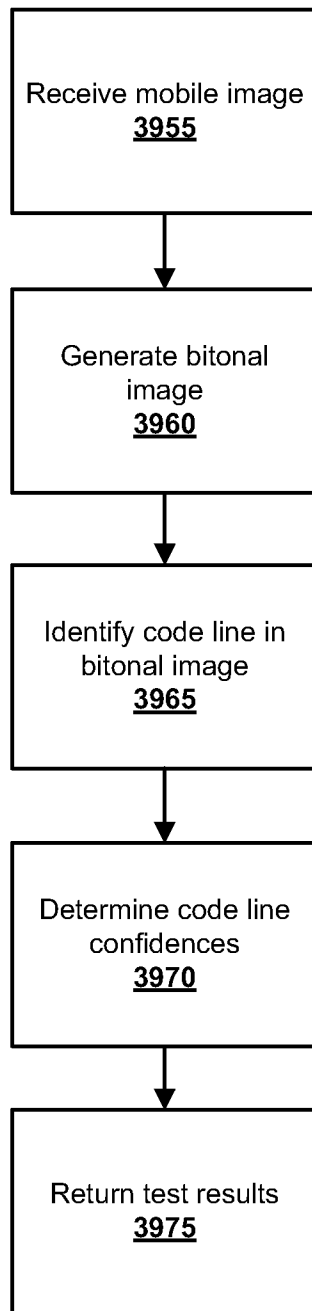 Receive mobile image
3955
Generate bitonal
image
3960
Identify code line in
bitonal image
3965
Determine code line
confidences
3970
Return test results
3975